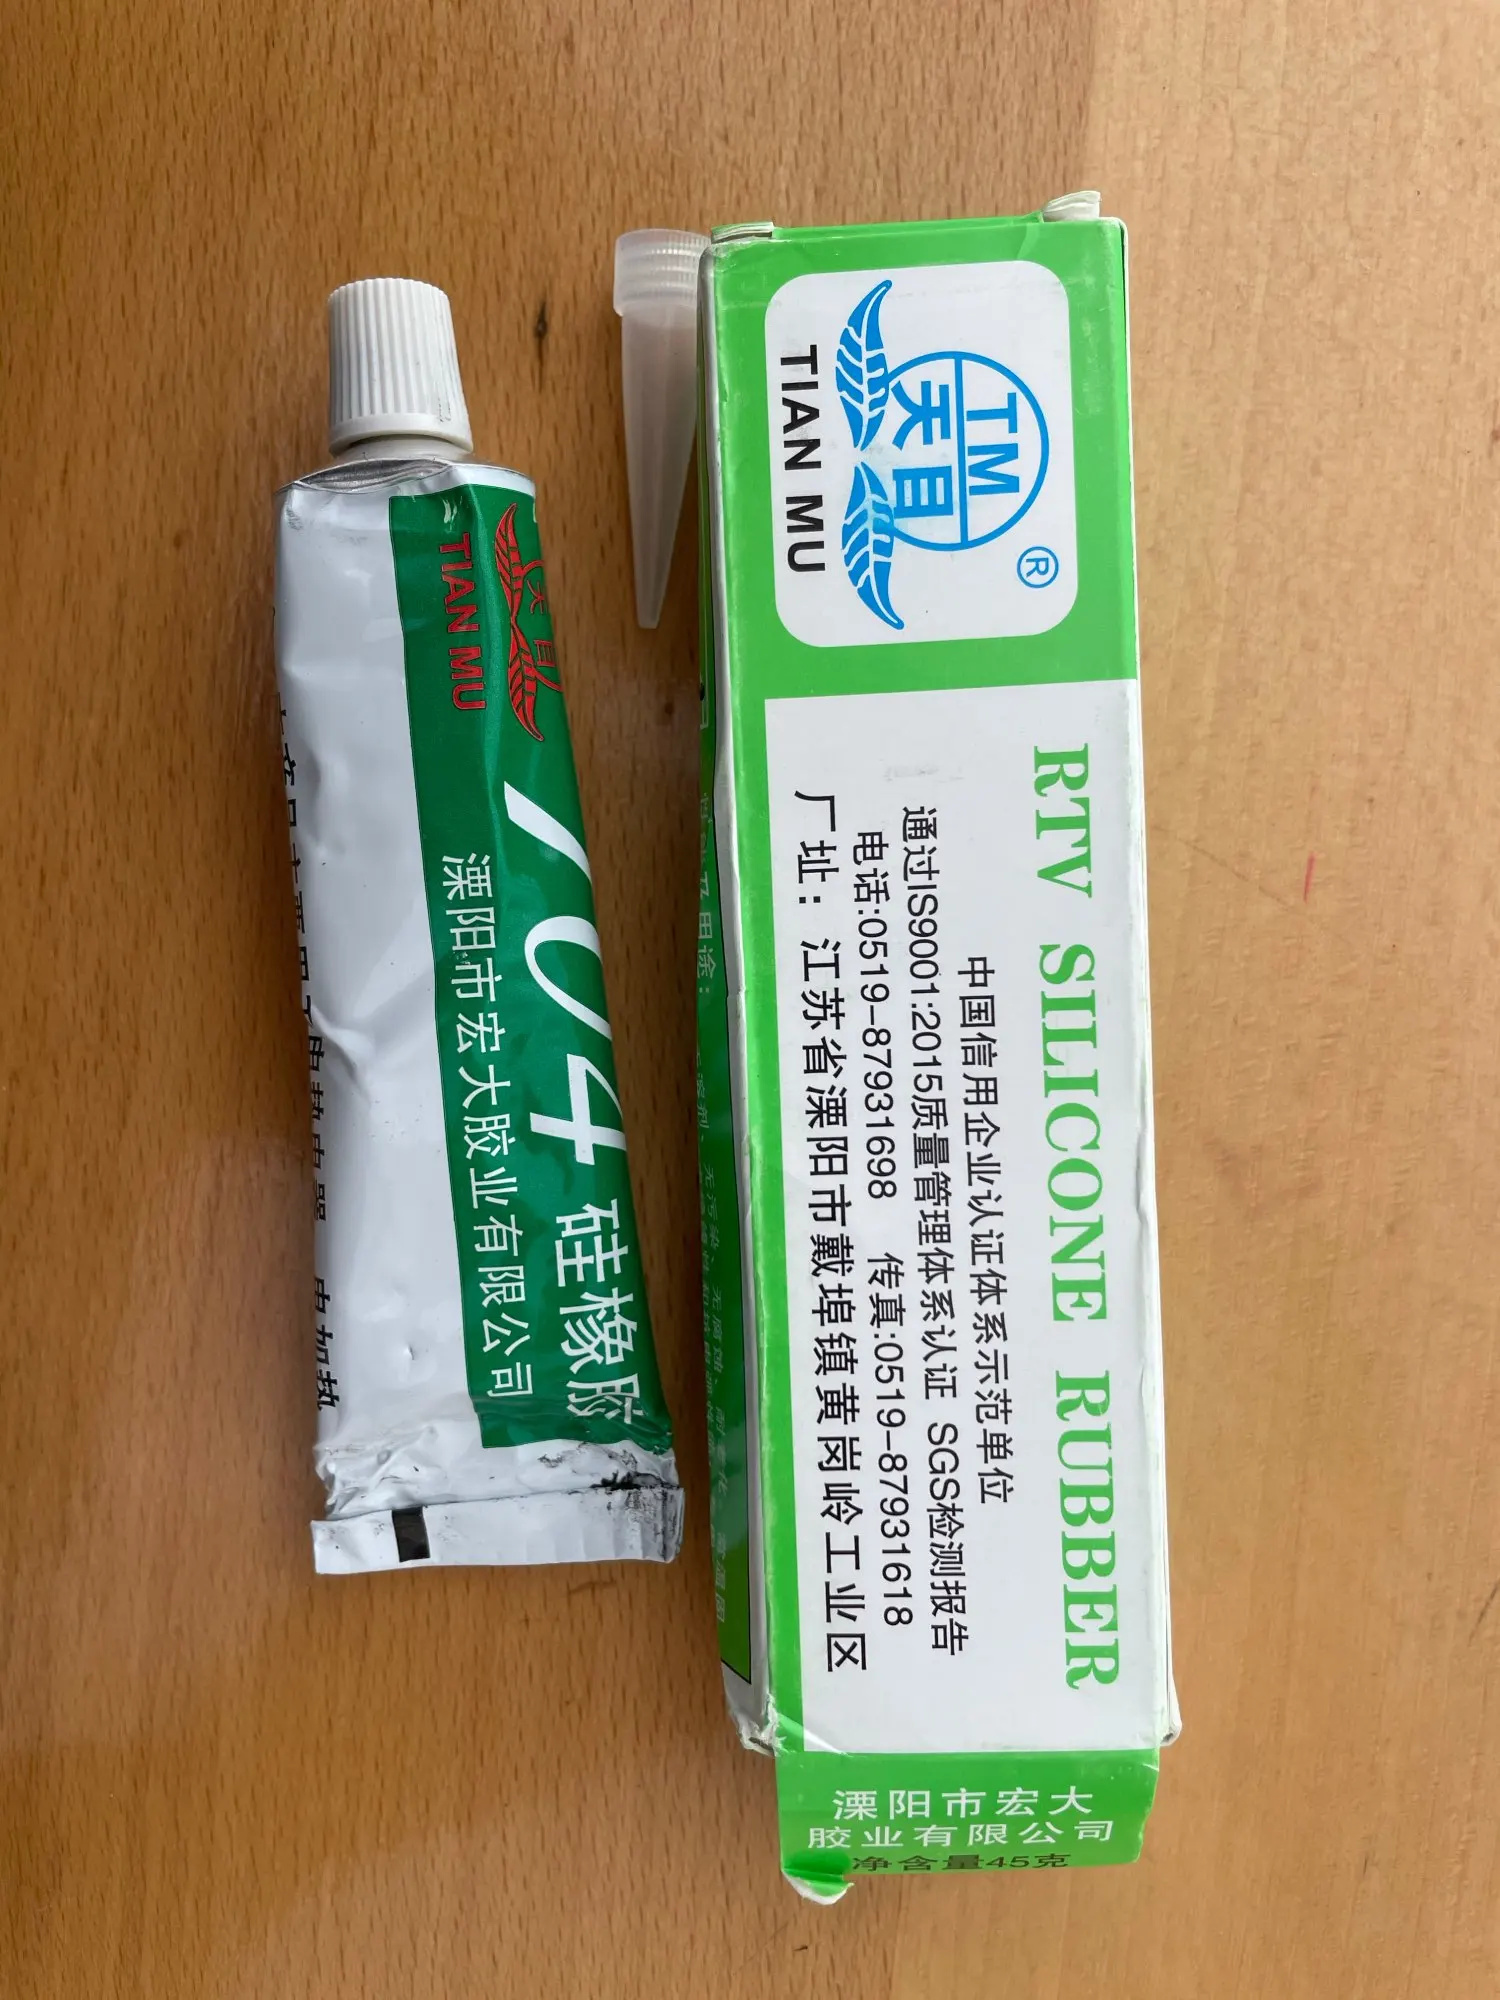 TM
天目
®
TIAN MU
RTV SILICONE RUBBER
中国信用企业认证体系示范单位
通过IS9001:2015质量管理体系认证 SGS检测报告
电话:0519-87931698 传真:0519-87931618
厂址：江苏省溧阳市戴埠镇黄岗岭工业区
溧阳市宏大
胶业有限公司
净含量45克
天目
TIAN MU
704 硅橡胶
溧阳市宏大胶业有限公司
用途：